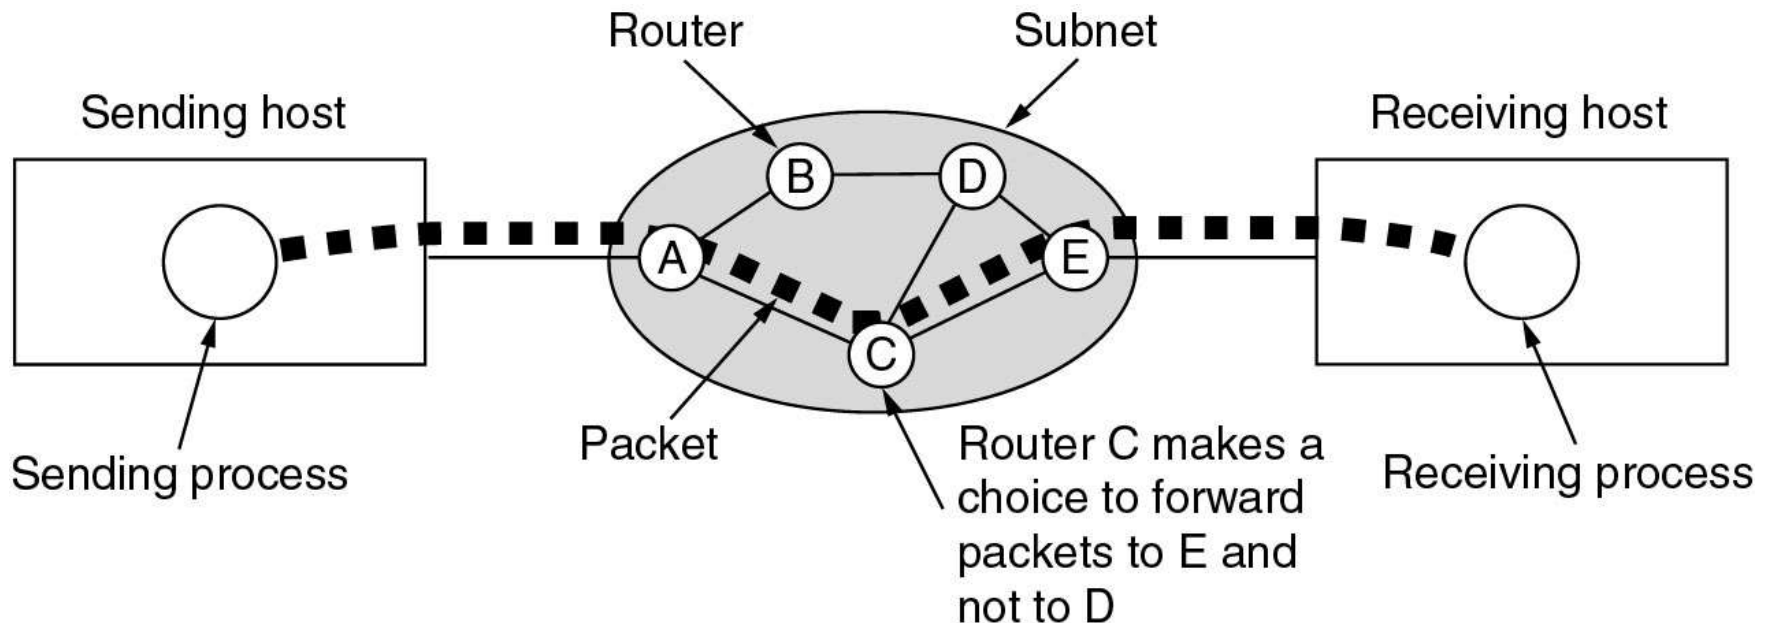 Router
Subnet
Sending host
Receiving host
B
D
A
E
C
Packet
Router C makes a
choice to forward
packets to E and
not to D
Sending process
Receiving process